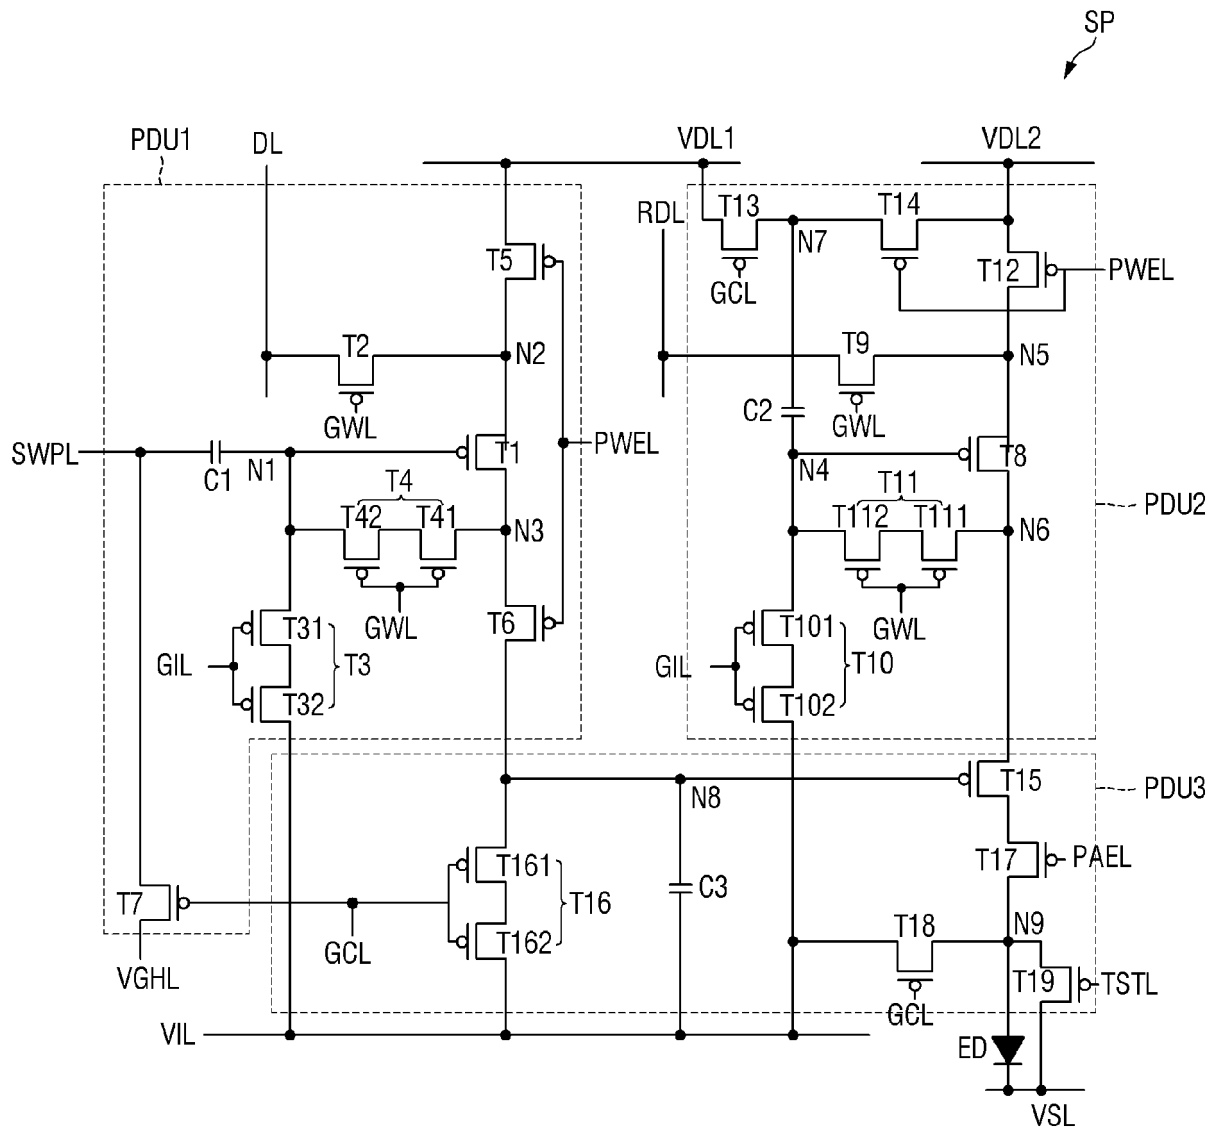 SP
PDU1
DL
VDL1
VDL2
RDL
T13
T14
N7
T5
T12
PWEL
GCL
T2
N2
T9
N5
C2
GWL
GWL
SWPL
C1
N1
T1
PWEL
N4
T8
T4
T11
T42
T41
N3
T112
T111
N6
PDU2
GWL
GWL
T6
T31
T101
GIL
T3
GIL
T10
T32
T102
N8
T15
PDU3
T161
T17
PAEL
C3
T7
T16
T18
N9
T162
GCL
VGHL
T19
TSTL
GCL
VIL
ED
VSL